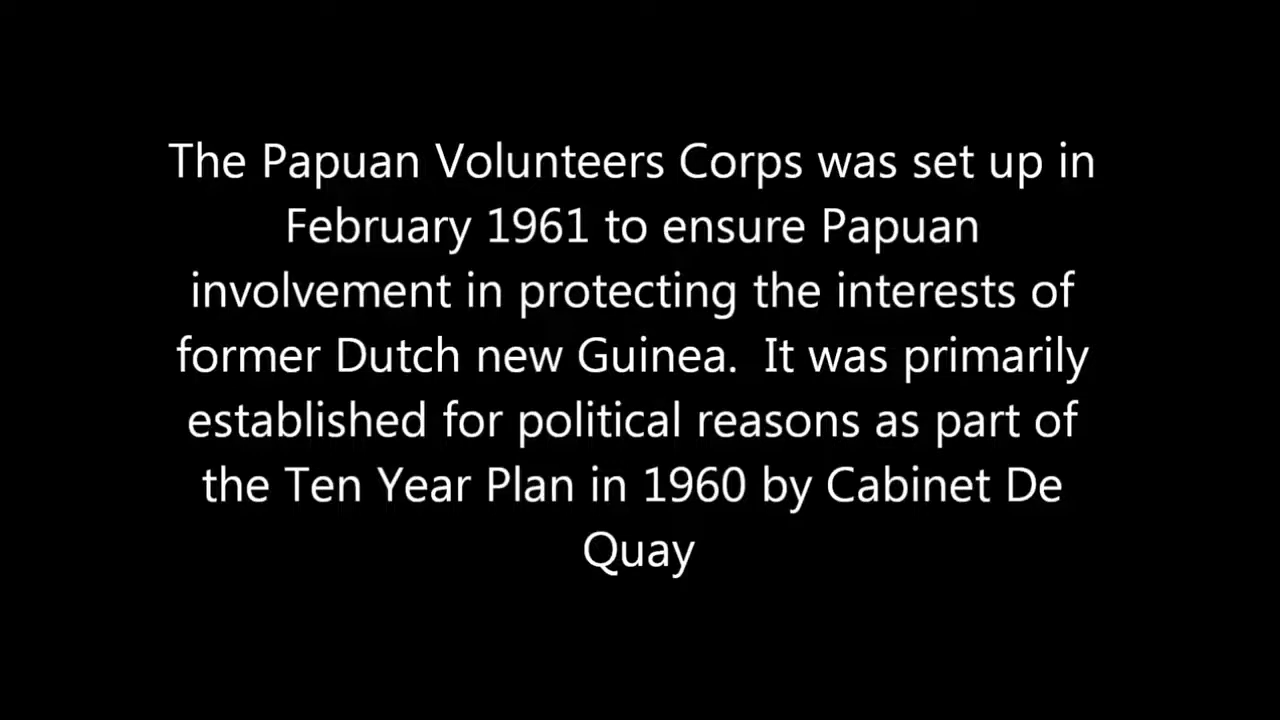 The Papuan Volunteers Corps was set up in
February 1961 to ensure Papuan
involvement in protecting the interests of
former Dutch new Guinea.  It was primarily
established for political reasons as part of
the Ten Year Plan in 1960 by Cabinet De
Quay